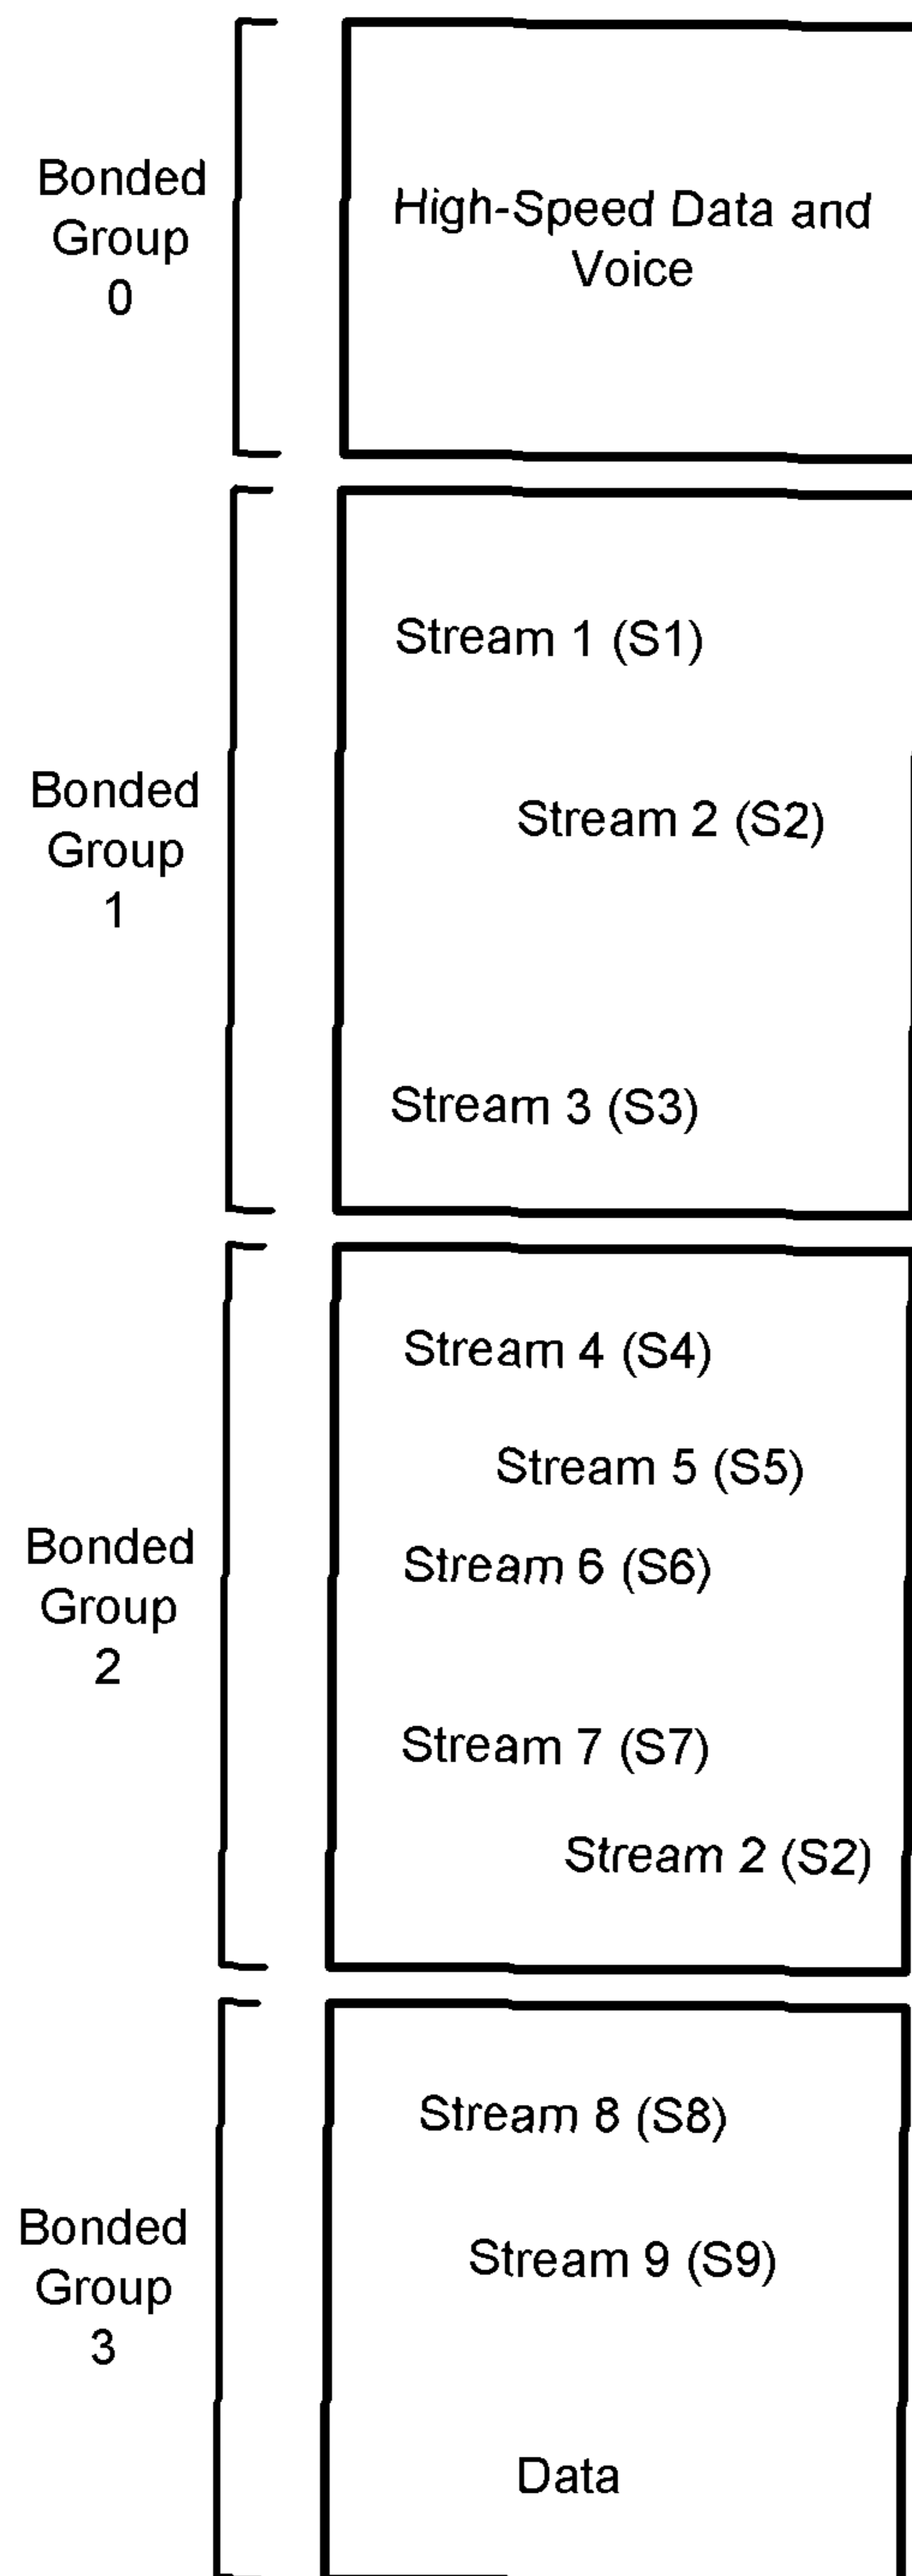 Bonded
Group
0
High-Speed Data and
Voice
Bonded
Group
1
Stream 1 (S1)
Stream 2 (S2)
Stream 3 (S3)
Bonded
Group
2
Stream 4 (S4)
Stream 5 (S5)
Stream 6 (S6)
Stream 7 (S7)
Stream 2 (S2)
Bonded
Group
3
Stream 8 (S8)
Stream 9 (S9)
Data